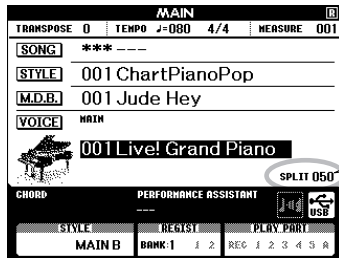 MAIN R
TRANSPOSE 0 TEMPO ♩=080 4/4 MEASURE 001
SONG *** ---
STYLE 001 ChartPianoPop
M.D.B. 001 Jude Hey
VOICE MAIN
001 Live! Grand Piano
SPLIT 050
CHORD PERFORMANCE ASSISTANT
---
USB
STYLE REGIST PLAY PART
MAIN B BANK:1 1 2 REC 1 2 3 4 5 A